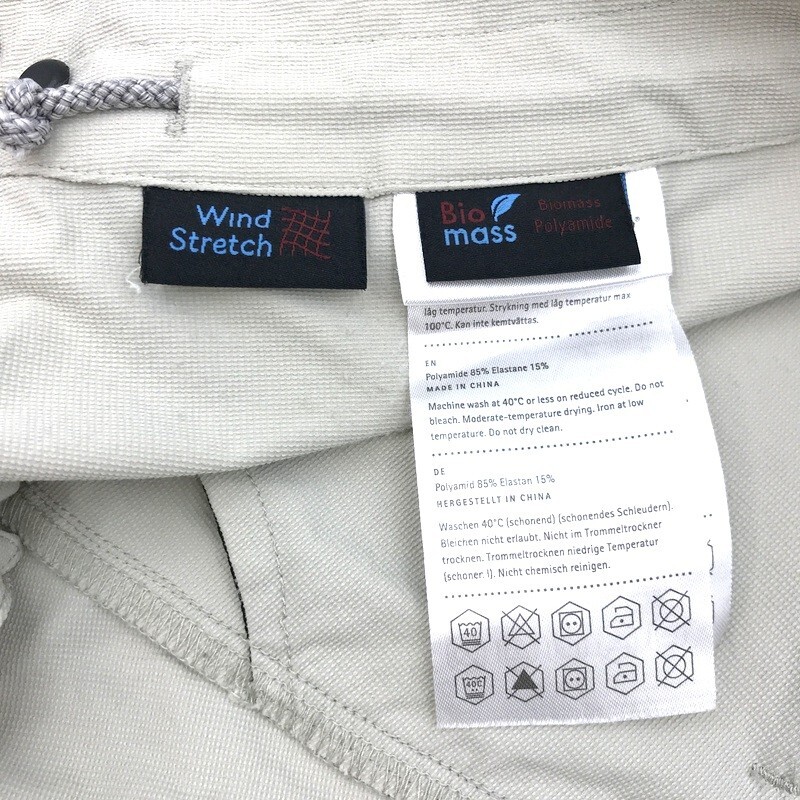 Wind
Stretch
Bio
mass
Biomass
Polyamide
låg temperatur. Strykning med låg temperatur max
100°C. Kan inte kemtvättas.
EN
Polyamide 85% Elastane 15%
MADE IN CHINA
Machine wash at 40°C or less on reduced cycle. Do not
bleach. Moderate-temperature drying. Iron at low
temperature. Do not dry clean.
DE
Polyamid 85% Elastan 15%
HERGESTELLT IN CHINA
Waschen 40°C (schonend) (schonendes Schleudern).
Bleichen nicht erlaubt. Nicht im Trommeltrockner
trocknen. Trommeltrocknen niedrige Temperatur
Nicht chemisch reinigen.
40
40C